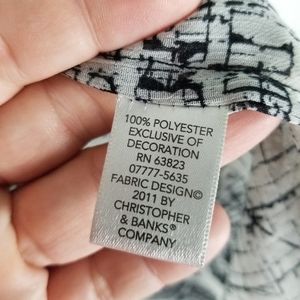 100% POLYESTER
EXCLUSIVE OF
DECORATION
RN 63823
07777-5635
FABRIC DESIGN©
2011 BY
CHRISTOPHER
& BANKS®
COMPANY